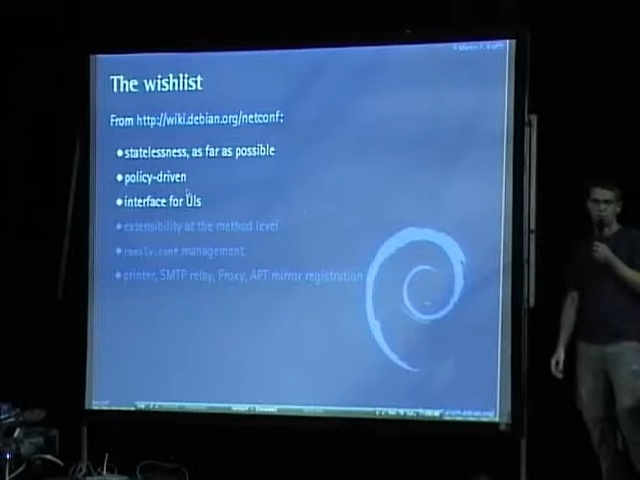 The wishlist
From http://wiki.debian.org/netconf:
•statelessness, as far as possible
•policy-driven
•interface for UIs
•extensibility at the method level
•resolv.conf management
•printer, SMTP relay, Proxy, APT mirror registration